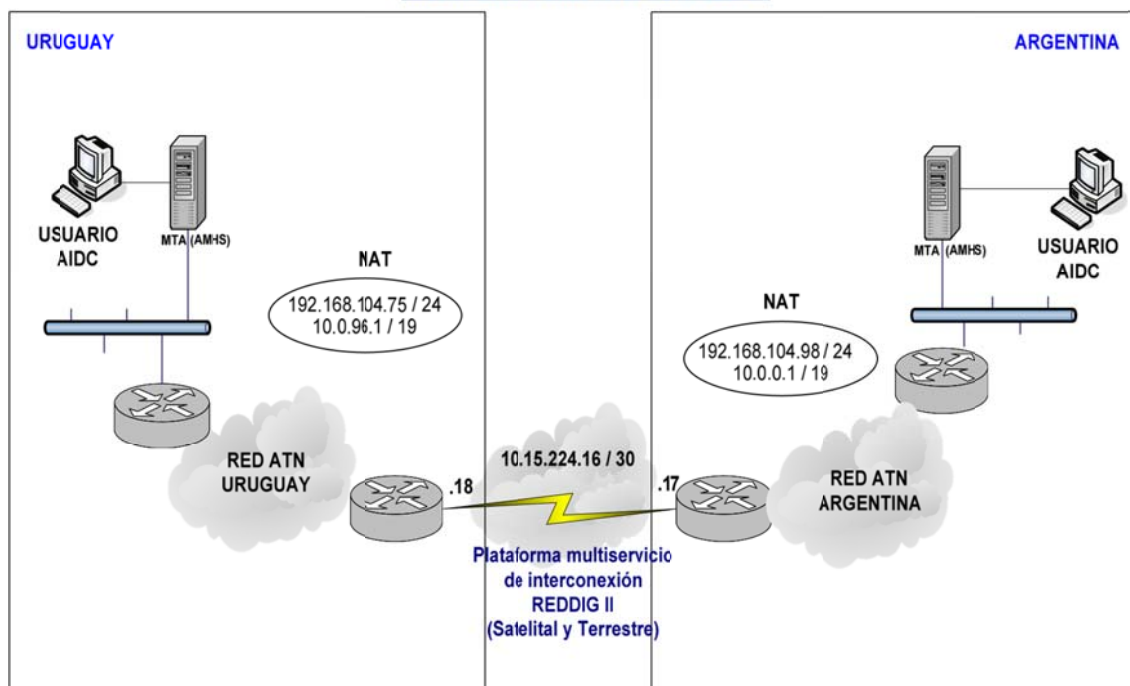 URUGUAY
ARGENTINA
USUARIO
AIDC
MTA (AMHS)
NAT
192.168.104.75 / 24
10.0.96.1 / 19
MTA (AMHS)
USUARIO
AIDC
NAT
192.168.104.98 / 24
10.0.0.1 / 19
RED ATN
URUGUAY
.18
10.15.224.16 / 30
.17
RED ATN
ARGENTINA
Plataforma multiservicio
de interconexión
REDDIG II
(Satelital y Terrestre)